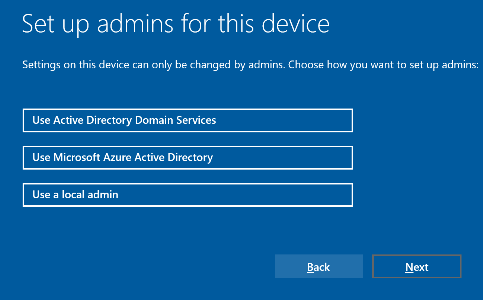 Set up admins for this device
Settings on this device can only be changed by admins. Choose how you want to set up admins:
Use Active Directory Domain Services
Use Microsoft Azure Active Directory
Use a local admin
Back
Next